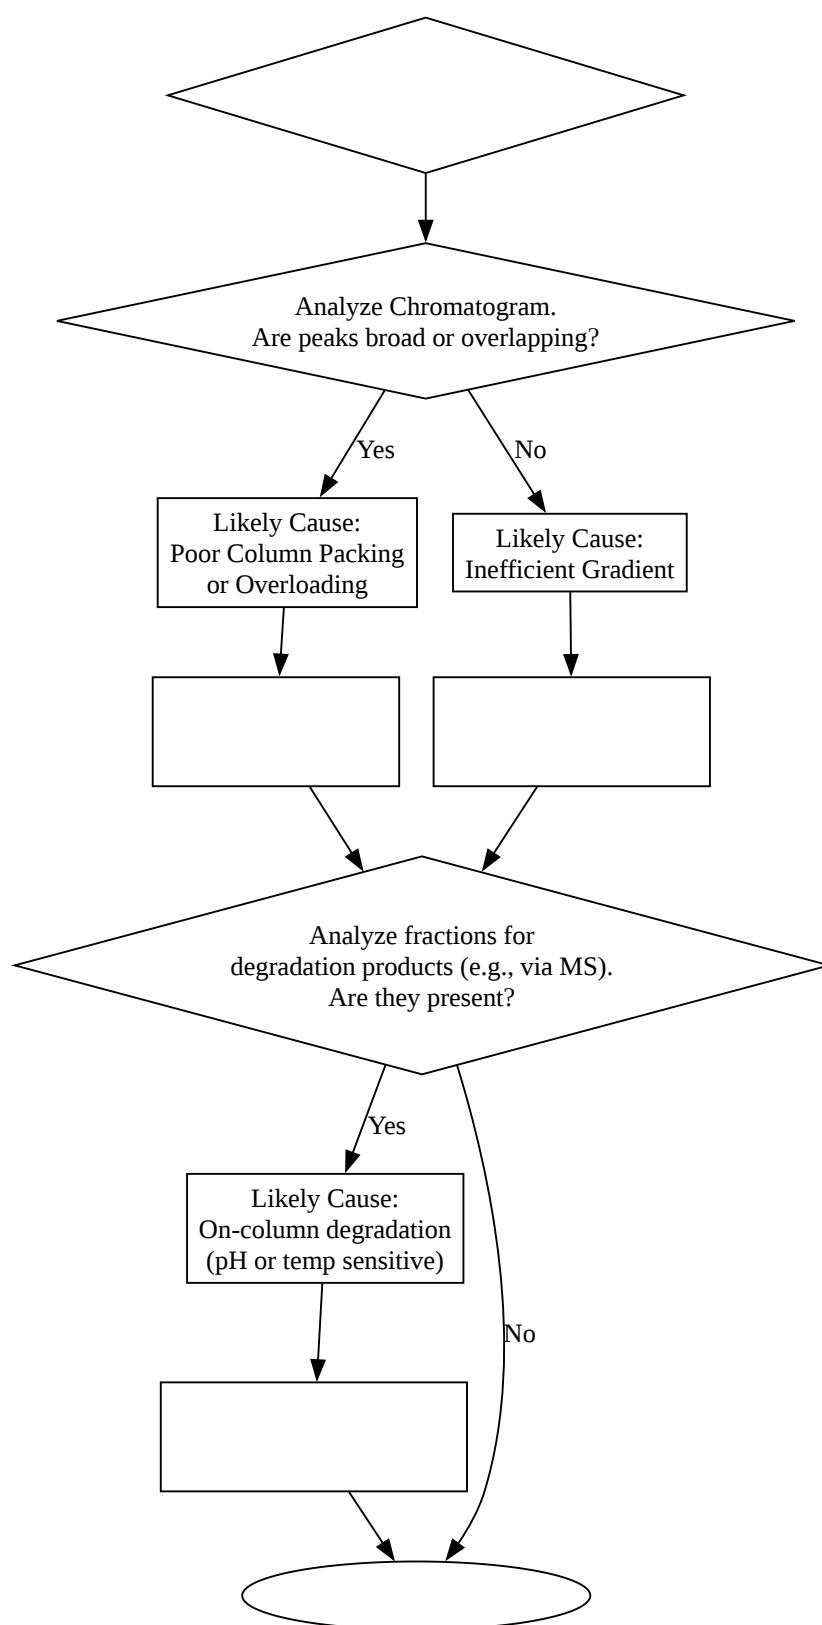 Analyze Chromatogram.
Are peaks broad or overlapping?
Yes
No
Likely Cause:
Poor Column Packing
or Overloading
Likely Cause:
Inefficient Gradient
Analyze fractions for
degradation products (e.g., via MS).
Are they present?
Yes
Likely Cause:
On-column degradation
(pH or temp sensitive)
No